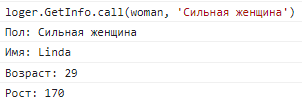 loger.GetInfo.call(woman, 'Сильная женщина')
Пол: Сильная женщина
Имя: Linda
Возраст: 29
Рост: 170